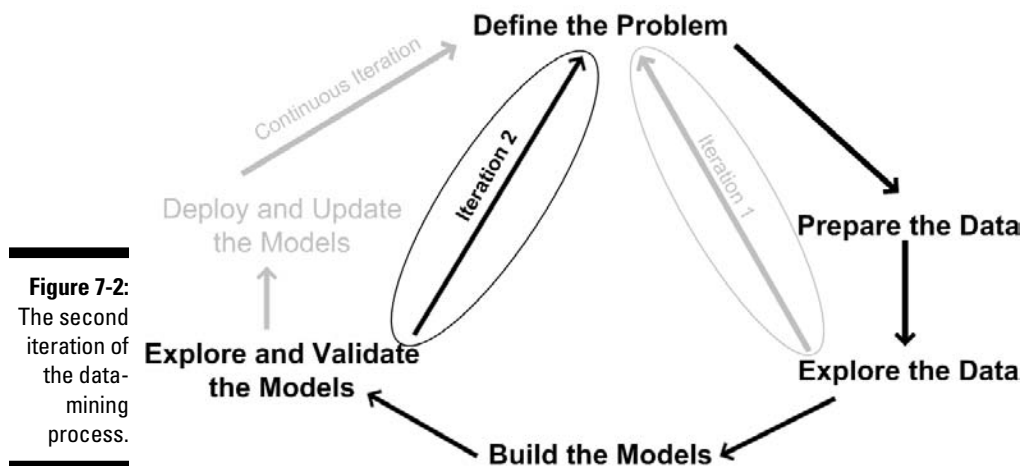 Define the Problem
Continuous Iteration
Iteration 2
Iteration 1
Deploy and Update
the Models
Prepare the Data
Figure 7-2:
The second
iteration of
the data-
mining
process.
Explore and Validate
the Models
Explore the Data
Build the Models